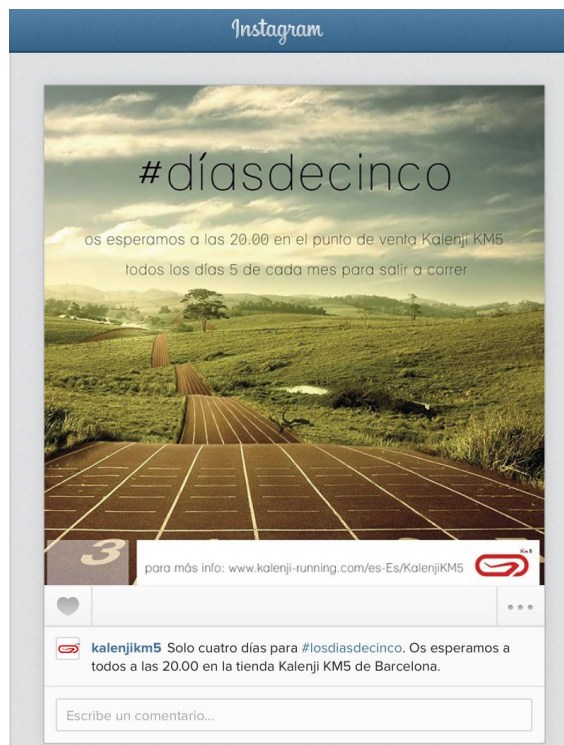 Instagram
#díasdecinco
os esperamos a las 20.00 en el punto de venta Kalenji KM5
todos los días 5 de cada mes para salir a correr
3
para más info: www.kalenji-running.com/es-Es/KalenjiKM5
Km 5
kalenjikm5 Solo cuatro días para #losdiasdecinco. Os esperamos a
todos a las 20.00 en la tienda Kalenji KM5 de Barcelona.
Escribe un comentario...